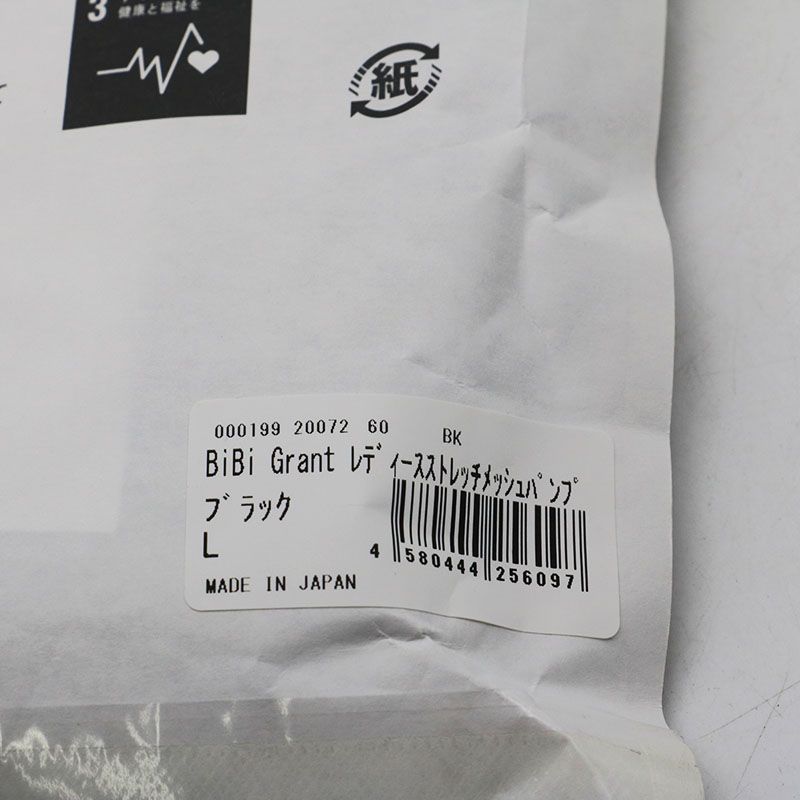 3
健康と福祉を
紙
000199 20072 60 BK
BiBi Grant ﾚﾃﾞｨｰｽｽﾄﾚｯﾁﾒｯｼｭﾊﾟﾝﾌﾟ
ﾌﾞﾗｯｸ
L
4 580444 256097
MADE IN JAPAN